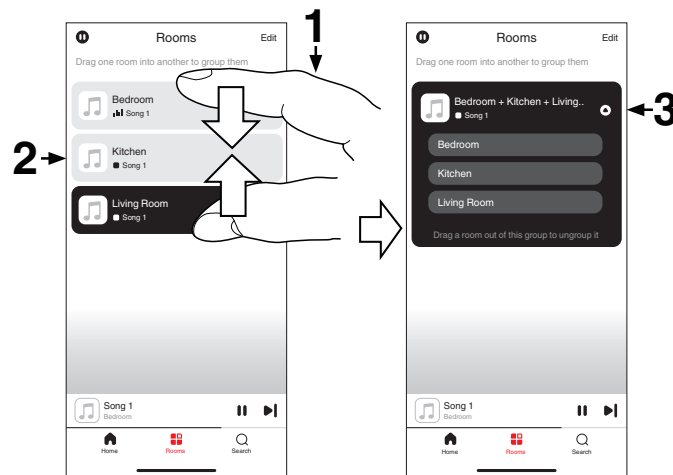 1
Rooms
Edit
Drag one room into another to group them
Bedroom
Song 1
2
Kitchen
Song 1
Living Room
Song 1
Song 1
Bedroom
Home
Rooms
Search
Rooms
Edit
Drag one room into another to group them
3
Bedroom + Kitchen + Living..
Song 1
Bedroom
Kitchen
Living Room
Drag a room out of this group to ungroup it
Song 1
Bedroom
Home
Rooms
Search